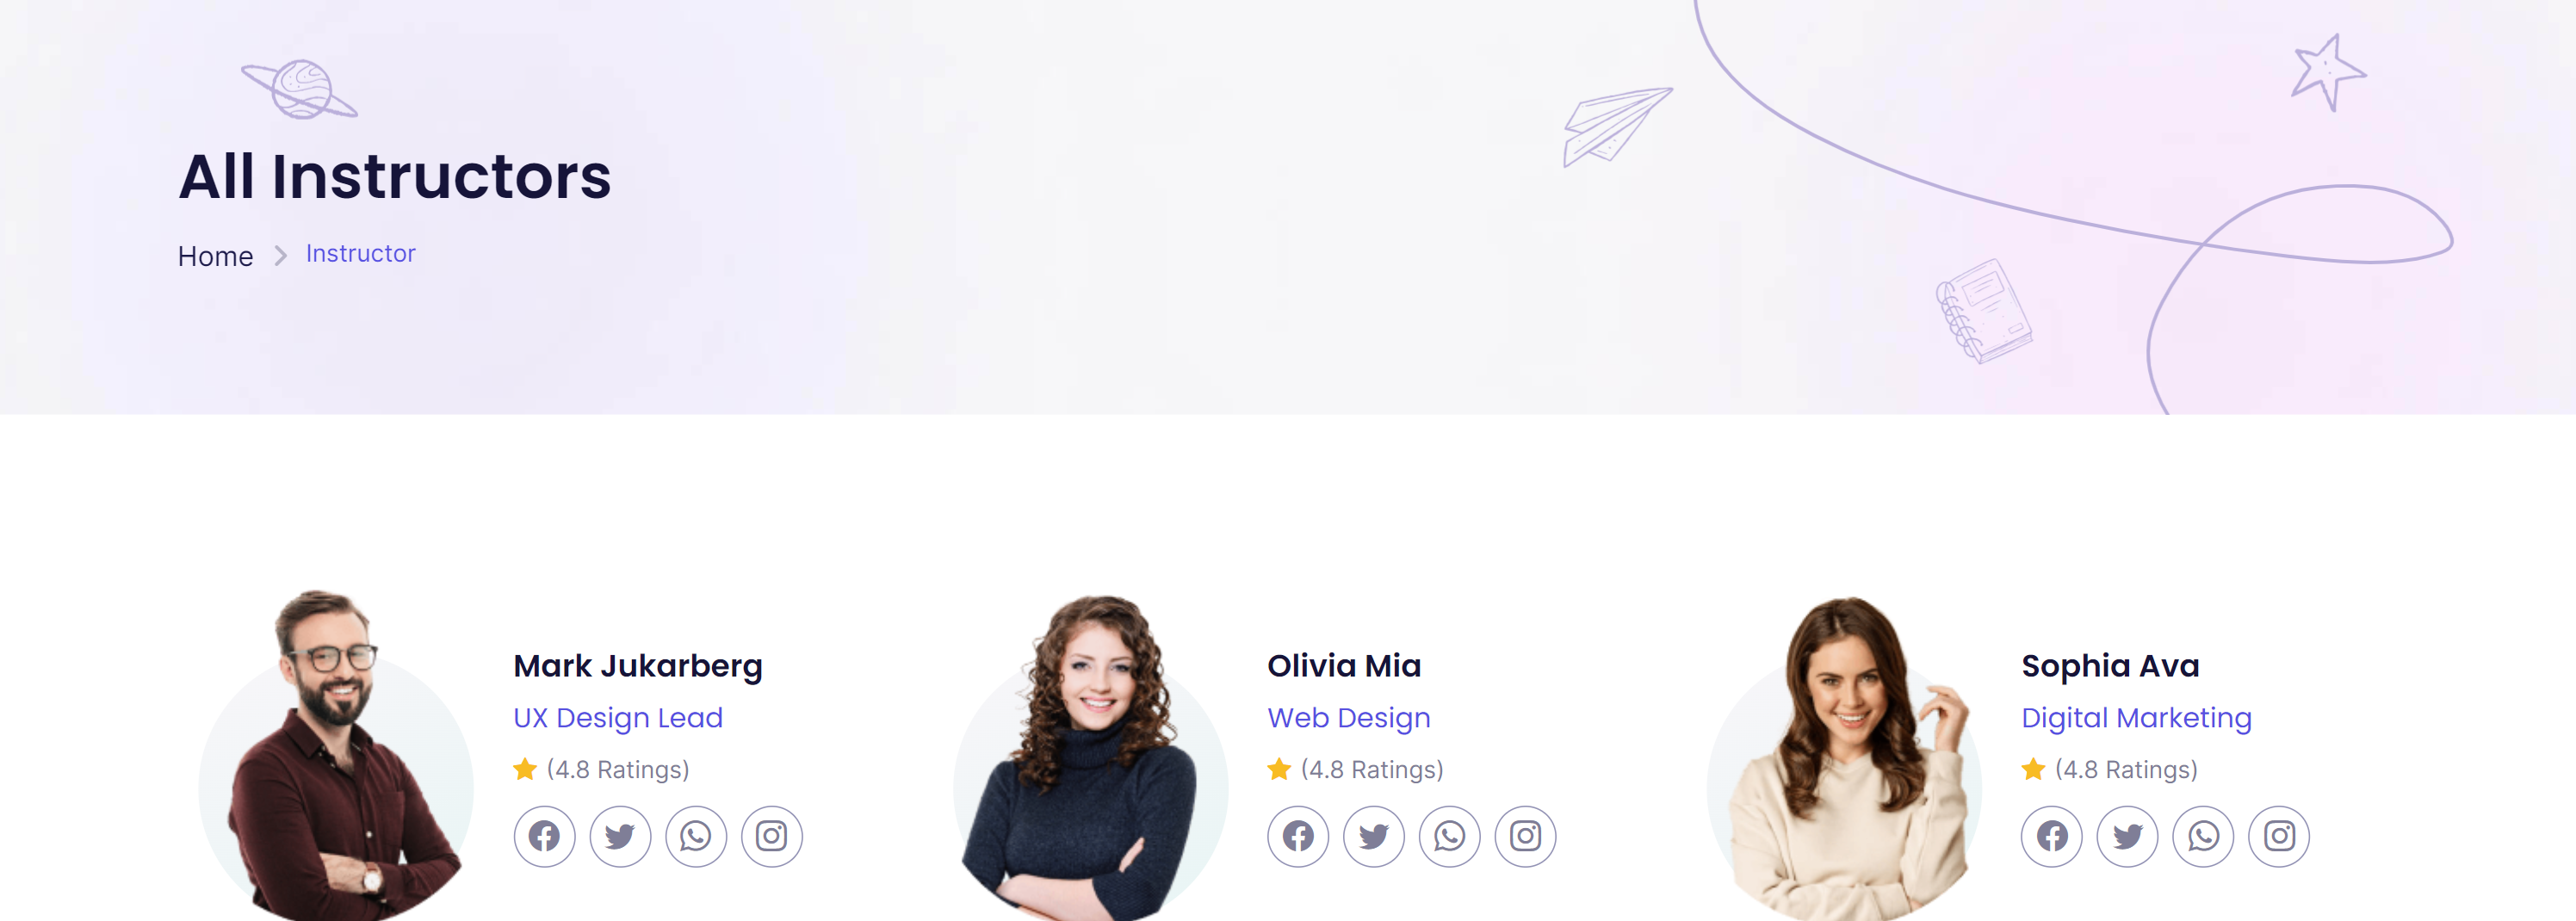 All Instructors
Home Instructor
Mark Jukarberg
UX Design Lead
(4.8 Ratings)
Olivia Mia
Web Design
(4.8 Ratings)
Sophia Ava
Digital Marketing
(4.8 Ratings)